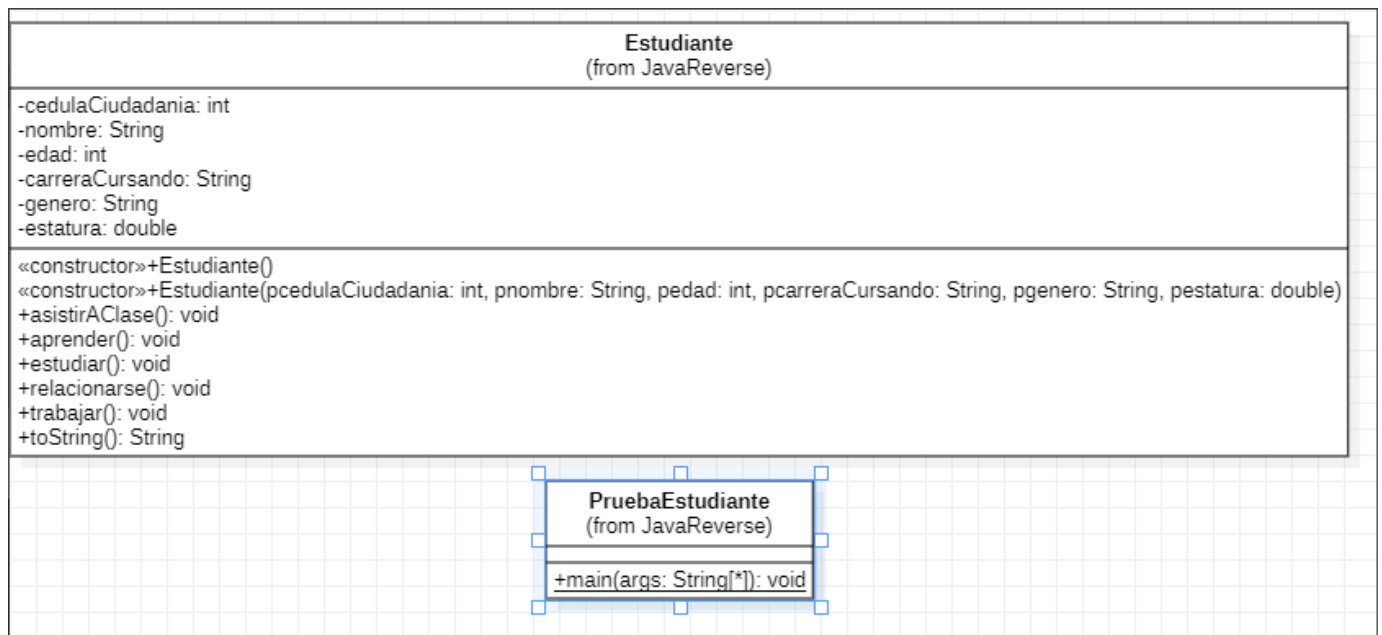 Estudiante
(from JavaReverse)
-cedulaCiudadania: int
-nombre: String
-edad: int
-carreraCursando: String
-genero: String
-estatura: double
«constructor»+Estudiante()
«constructor»+Estudiante(pcedulaCiudadania: int, pnombre: String, pedad: int, pcarreraCursando: String, pgenero: String, pestatura: double)
+asistirAClase(): void
+aprender(): void
+estudiar(): void
+relacionarse(): void
+trabajar(): void
+toString(): String
PruebaEstudiante
(from JavaReverse)
+main(args: String[*]): void